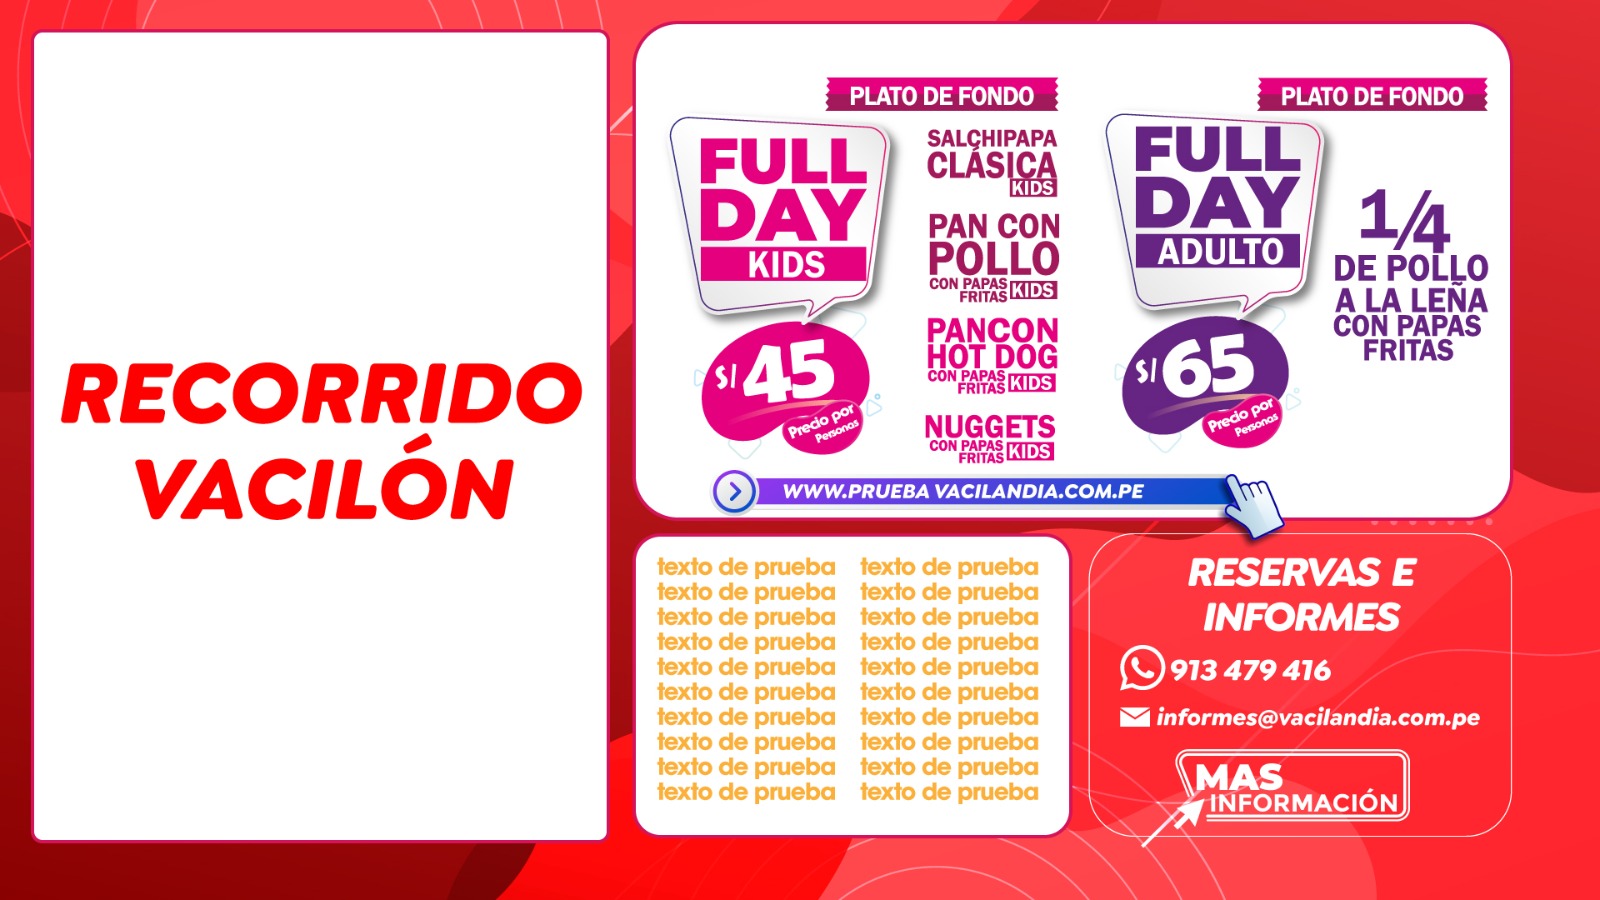 RECORRIDO
VACILÓN
PLATO DE FONDO
FULL
DAY
KIDS
S/ 45
Precio por
Personas
SALCHIPAPA
CLÁSICA
KIDS
PAN CON
POLLO
CON PAPAS
FRITAS KIDS
PANCON
HOT DOG
CON PAPAS
FRITAS KIDS
NUGGETS
CON PAPAS
FRITAS KIDS
PLATO DE FONDO
FULL
DAY
ADULTO
S/ 65
Precio por
Personas
1/4
DE POLLO
A LA LEÑA
CON PAPAS
FRITAS
WWW.PRUEBA VACILANDIA.COM.PE
texto de prueba texto de prueba
texto de prueba texto de prueba
texto de prueba texto de prueba
texto de prueba texto de prueba
texto de prueba texto de prueba
texto de prueba texto de prueba
texto de prueba texto de prueba
texto de prueba texto de prueba
texto de prueba texto de prueba
texto de prueba texto de prueba
RESERVAS E
INFORMES
913 479 416
informes@vacilandia.com.pe
MAS
INFORMACIÓN